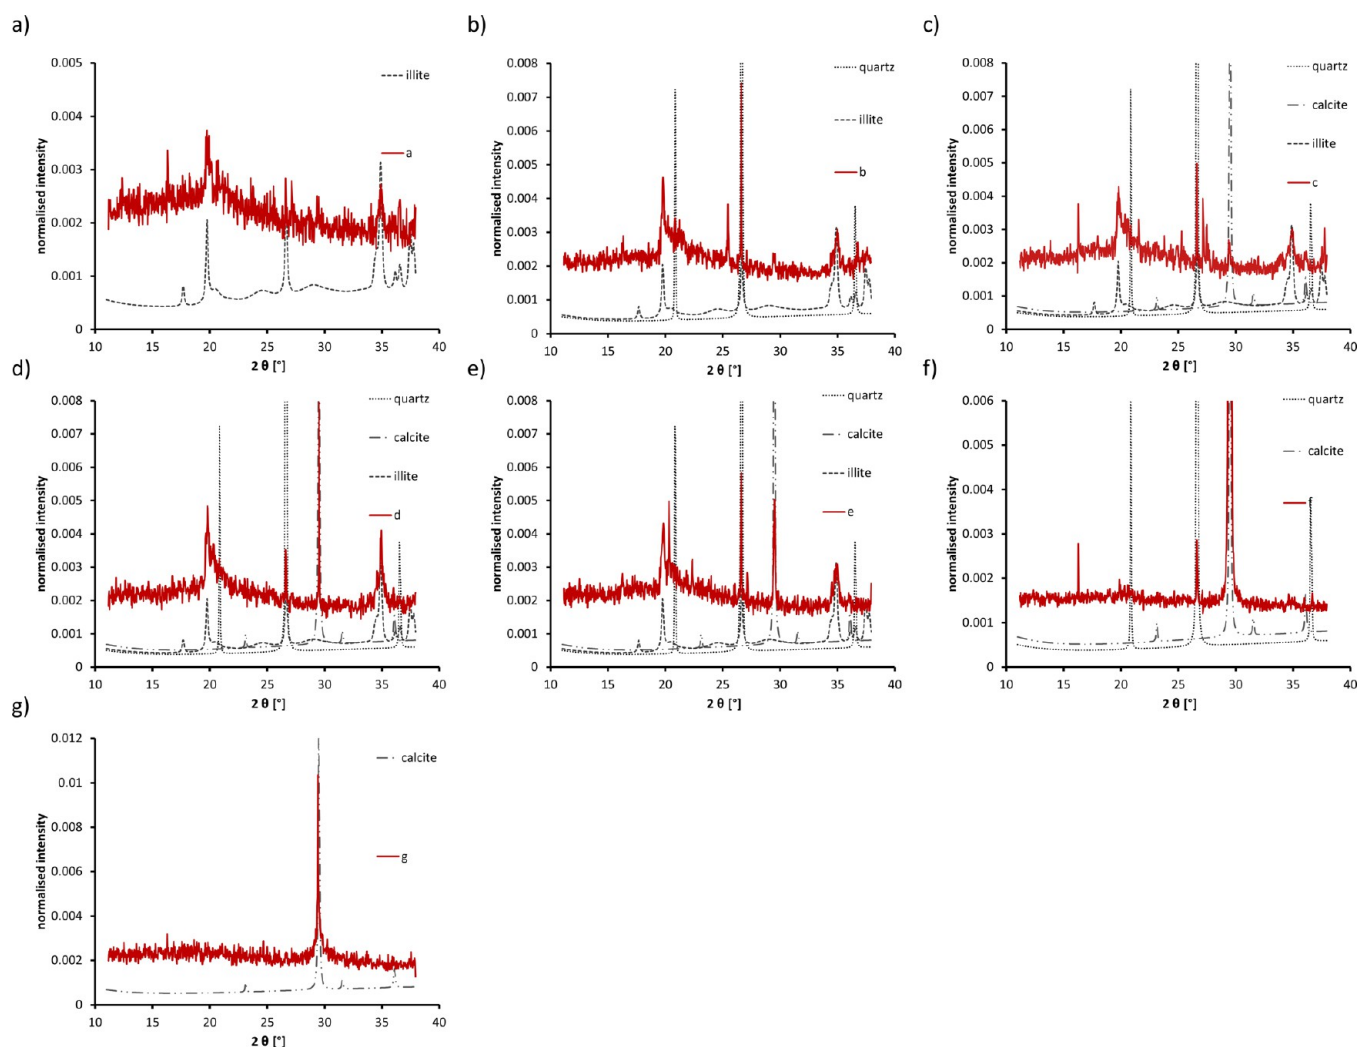 a)
b)
c)
0.005
0.004
0.003
0.002
0.001
0
10 15 20 25 30 35 40
normalised intensity
2 θ [°]
illite
a
0.008
0.007
0.006
0.005
0.004
0.003
0.002
0.001
0
10 15 20 25 30 35 40
normalised intensity
2 θ [°]
quartz
illite
b
0.008
0.007
0.006
0.005
0.004
0.003
0.002
0.001
0
10 15 20 25 30 35 40
normalised intensity
2 θ [°]
quartz
calcite
illite
c
d)
e)
f)
0.008
0.007
0.006
0.005
0.004
0.003
0.002
0.001
0
10 15 20 25 30 35 40
normalised intensity
2 θ [°]
quartz
calcite
illite
d
0.008
0.007
0.006
0.005
0.004
0.003
0.002
0.001
0
10 15 20 25 30 35 40
normalised intensity
2 θ [°]
quartz
calcite
illite
e
0.006
0.005
0.004
0.003
0.002
0.001
0
10 15 20 25 30 35 40
normalised intensity
2 θ [°]
quartz
calcite
f
g)
0.012
0.01
0.008
0.006
0.004
0.002
0
10 15 20 25 30 35 40
normalised intensity
2 θ [°]
calcite
g